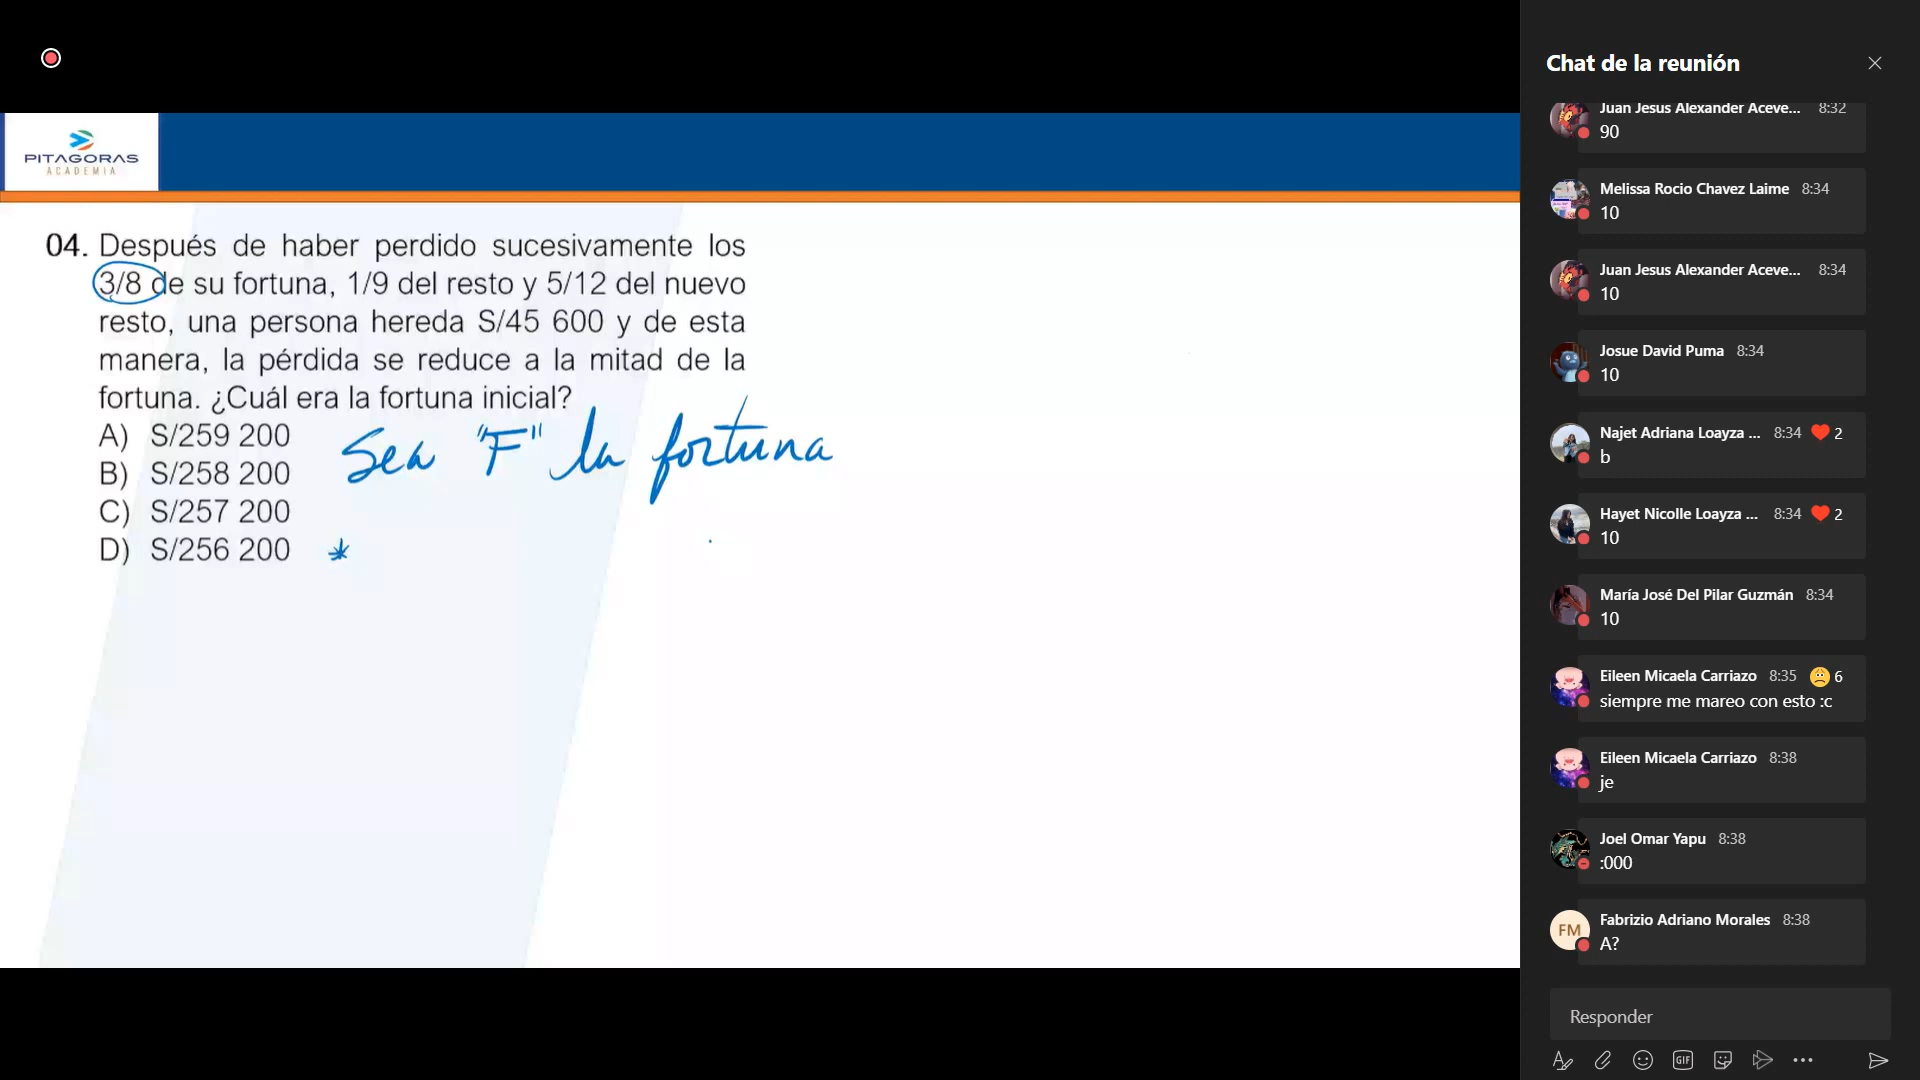 PITAGORAS
ACADEMIA
04. Después de haber perdido sucesivamente los
3/8 de su fortuna, 1/9 del resto y 5/12 del nuevo
resto, una persona hereda S/45 600 y de esta
manera, la pérdida se reduce a la mitad de la
fortuna. ¿Cuál era la fortuna inicial?
A) S/259 200
B) S/258 200
C) S/257 200
D) S/256 200 *
Sea "F" la fortuna
Chat de la reunión
Juan Jesus Alexander Aceve... 8:32
90
Melissa Rocio Chavez Laime 8:34
10
Juan Jesus Alexander Aceve... 8:34
10
Josue David Puma 8:34
10
Najet Adriana Loayza ... 8:34 ❤️ 2
b
Hayet Nicolle Loayza ... 8:34 ❤️ 2
10
María José Del Pilar Guzmán 8:34
10
Eileen Micaela Carriazo 8:35 🙁 6
siempre me mareo con esto :c
Eileen Micaela Carriazo 8:38
je
Joel Omar Yapu 8:38
:000
FM
Fabrizio Adriano Morales 8:38
A?
Responder
GIF